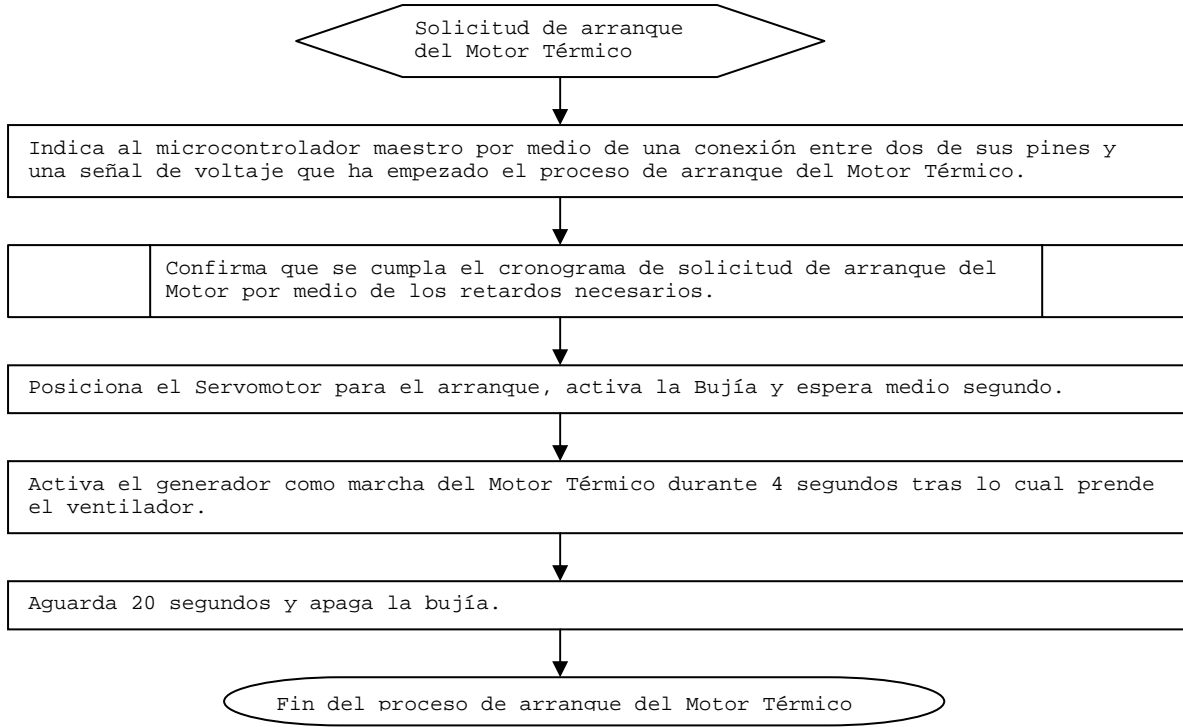 Solicitud de arranque
del Motor Térmico
Indica al microcontrolador maestro por medio de una conexión entre dos de sus pines y
una señal de voltaje que ha empezado el proceso de arranque del Motor Térmico.
Confirma que se cumpla el cronograma de solicitud de arranque del
Motor por medio de los retardos necesarios.
Posiciona el Servomotor para el arranque, activa la Bujía y espera medio segundo.
Activa el generador como marcha del Motor Térmico durante 4 segundos tras lo cual prende
el ventilador.
Aguarda 20 segundos y apaga la bujía.
Fin del proceso de arranque del Motor Térmico